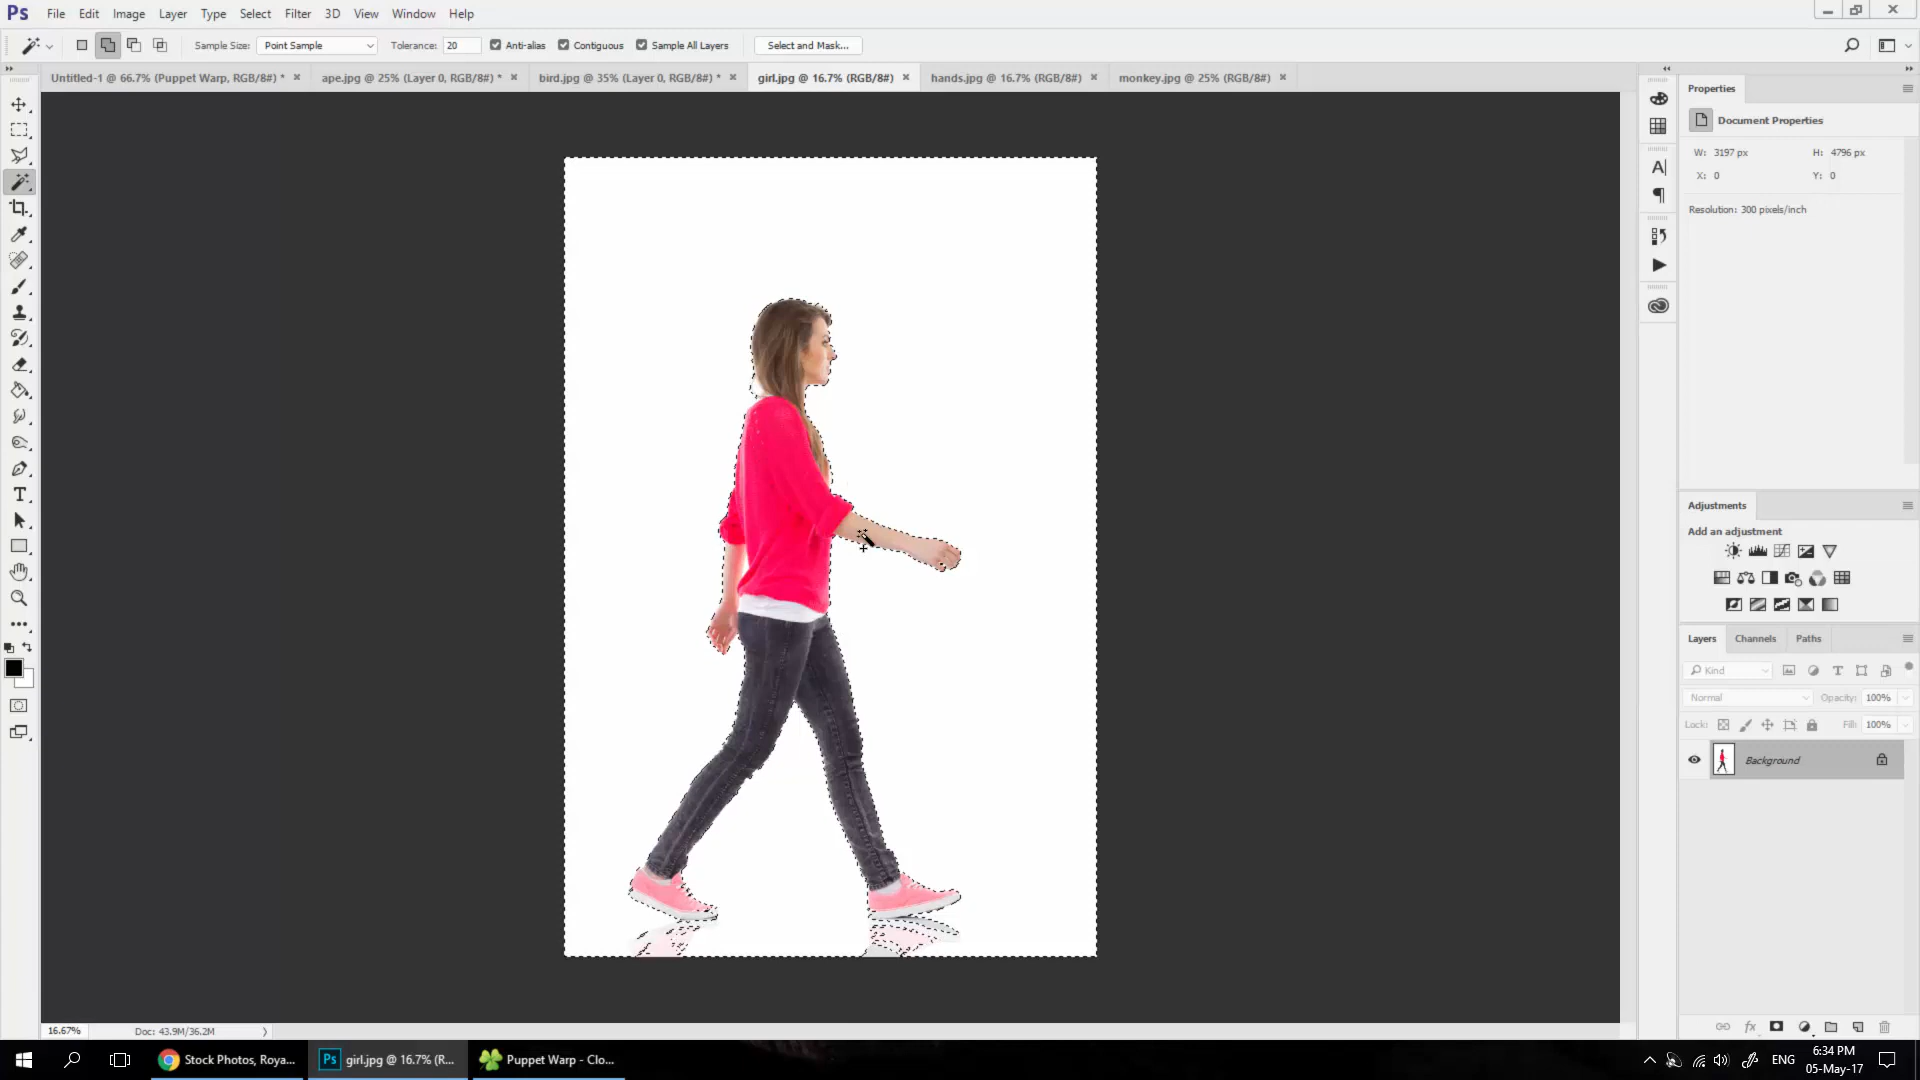 Ps File Edit Image Layer Type Select Filter 3D View Window Help
Sample Size: Point Sample Tolerance: 20 Anti-alias Contiguous Sample All Layers Select and Mask...
Untitled-1 @ 66.7% (Puppet Warp, RGB/8#) * ape.jpg @ 25% (Layer 0, RGB/8#) * bird.jpg @ 35% (Layer 0, RGB/8#) * girl.jpg @ 16.7% (RGB/8#) hands.jpg @ 16.7% (RGB/8#) monkey.jpg @ 25% (RGB/8#)
Properties
Document Properties
W: 3197 px H: 4796 px
X: 0 Y: 0
Resolution: 300 pixels/inch
Adjustments
Add an adjustment
Layers Channels Paths
Kind
Normal Opacity: 100%
Lock: Fill: 100%
Background
fx
16.67% Doc: 43.9M/36.2M
Stock Photos, Roya... Ps girl.jpg @ 16.7% (R... Puppet Warp - Clo... ENG 6:34 PM
05-May-17